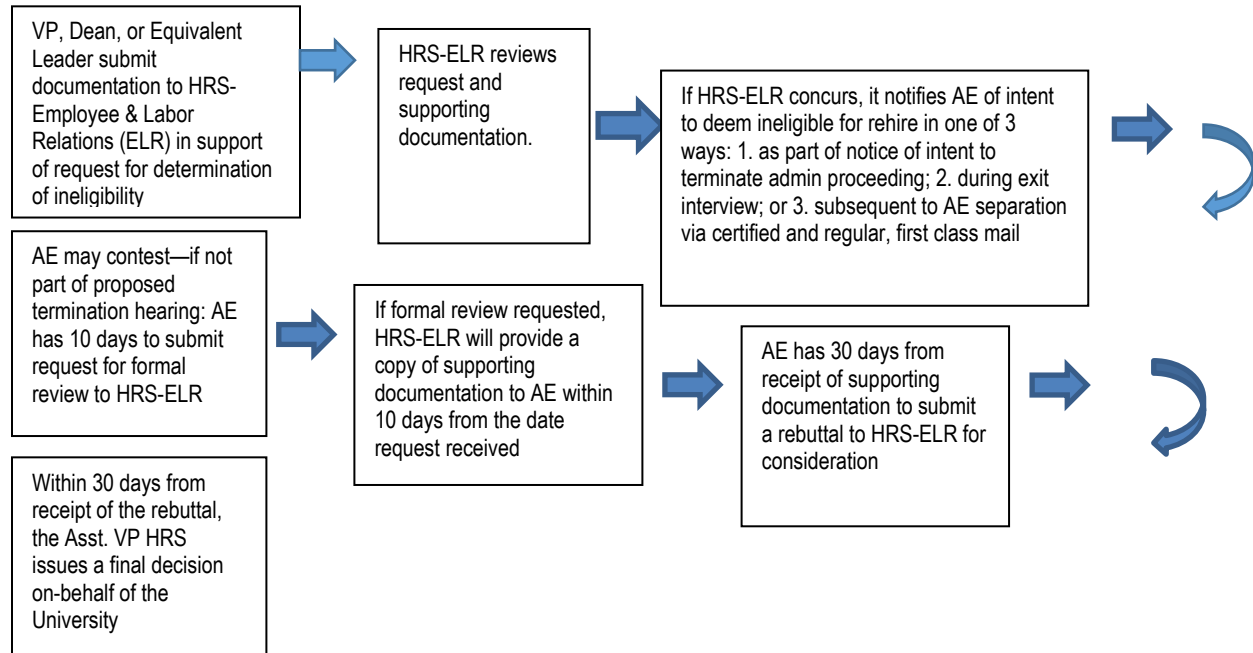 VP, Dean, or Equivalent
Leader submit
documentation to HRS-
Employee & Labor
Relations (ELR) in support
of request for determination
of ineligibility
HRS-ELR reviews
request and
supporting
documentation.
If HRS-ELR concurs, it notifies AE of intent
to deem ineligible for rehire in one of 3
ways: 1. as part of notice of intent to
terminate admin proceeding; 2. during exit
interview; or 3. subsequent to AE separation
via certified and regular, first class mail
AE may contest—if not
part of proposed
termination hearing: AE
has 10 days to submit
request for formal
review to HRS-ELR
If formal review requested,
HRS-ELR will provide a
copy of supporting
documentation to AE within
10 days from the date
request received
AE has 30 days from
receipt of supporting
documentation to submit
a rebuttal to HRS-ELR for
consideration
Within 30 days from
receipt of the rebuttal,
the Asst. VP HRS
issues a final decision
on-behalf of the
University